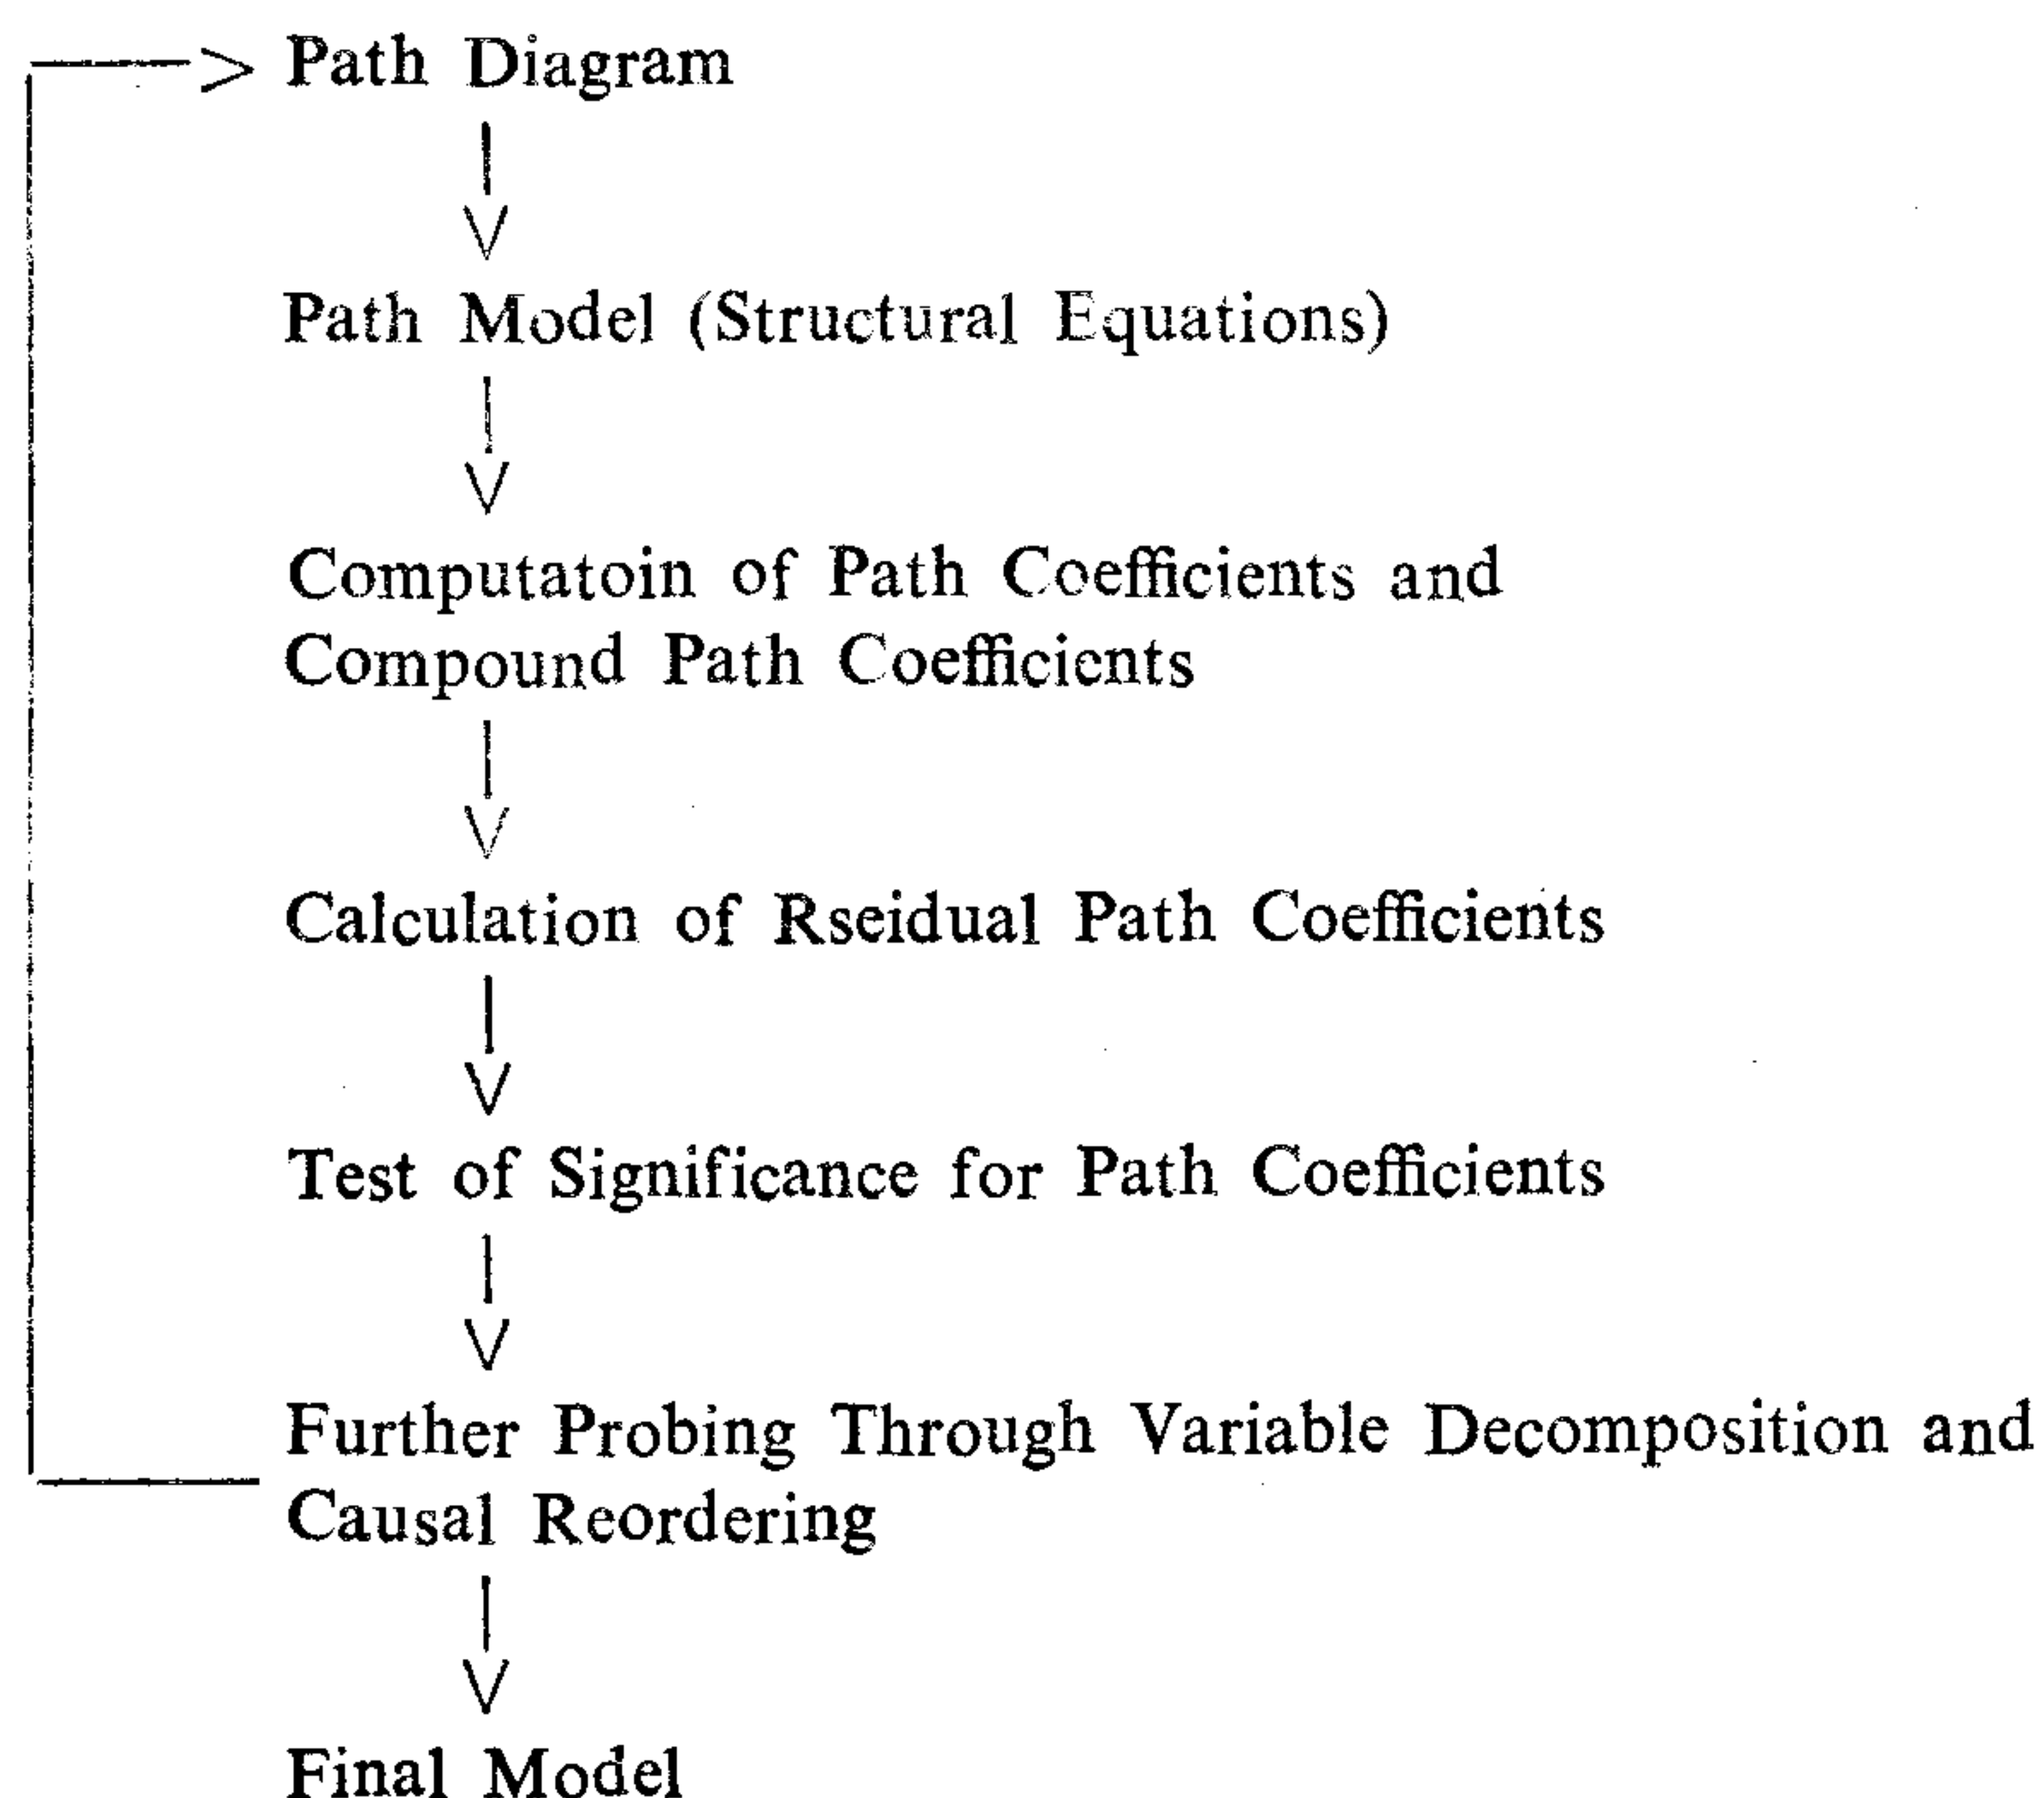 Path Diagram
Path Model (Structural Equations)
Computatoin of Path Coefficients and
Compound Path Coefficients
Calculation of Rseidual Path Coefficients
Test of Significance for Path Coefficients
Further Probing Through Variable Decomposition and
Causal Reordering
Final Model